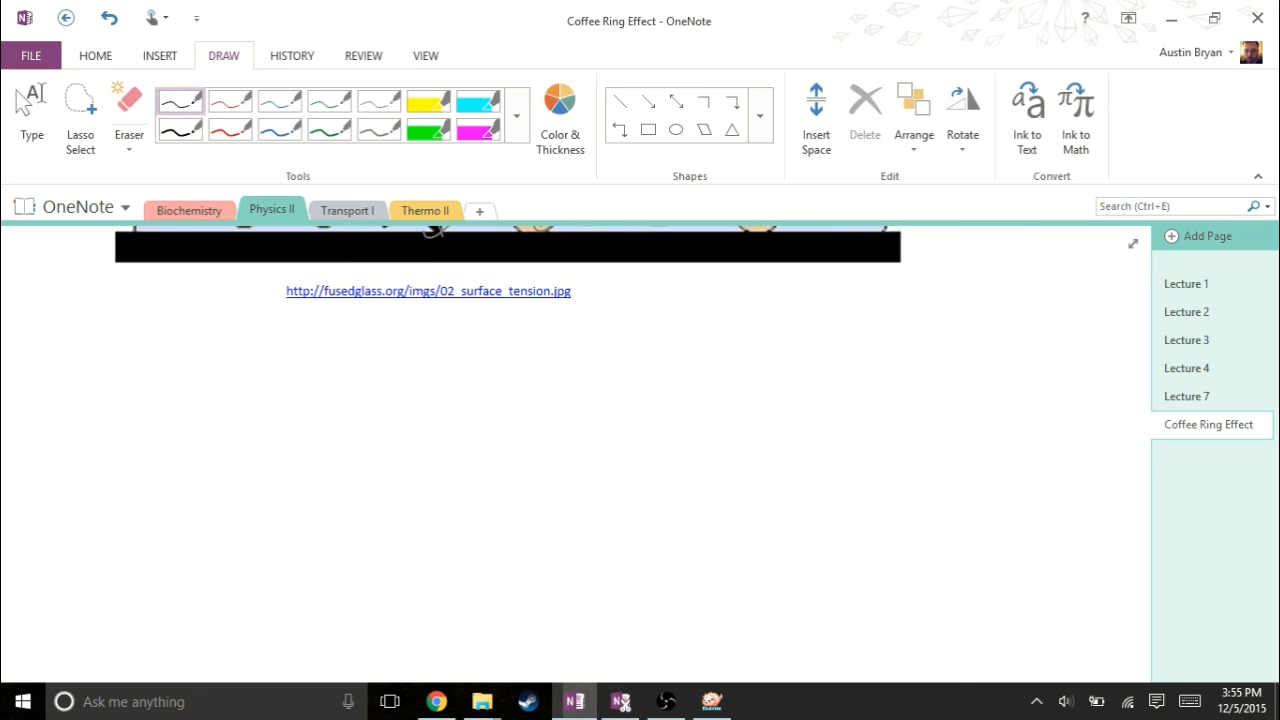 Coffee Ring Effect - OneNote
?
FILE
HOME
INSERT
DRAW
HISTORY
REVIEW
VIEW
Austin Bryan
Type
Lasso
Select
Eraser
Color &
Thickness
Insert
Space
Delete
Arrange
Rotate
Ink to
Text
Ink to
Math
Tools
Shapes
Edit
Convert
OneNote
Biochemistry
Physics II
Transport I
Thermo II
Search (Ctrl+E)
Add Page
Lecture 1
Lecture 2
Lecture 3
Lecture 4
Lecture 7
Coffee Ring Effect
http://fusedglass.org/imgs/02_surface_tension.jpg
Ask me anything
3:55 PM
12/5/2015